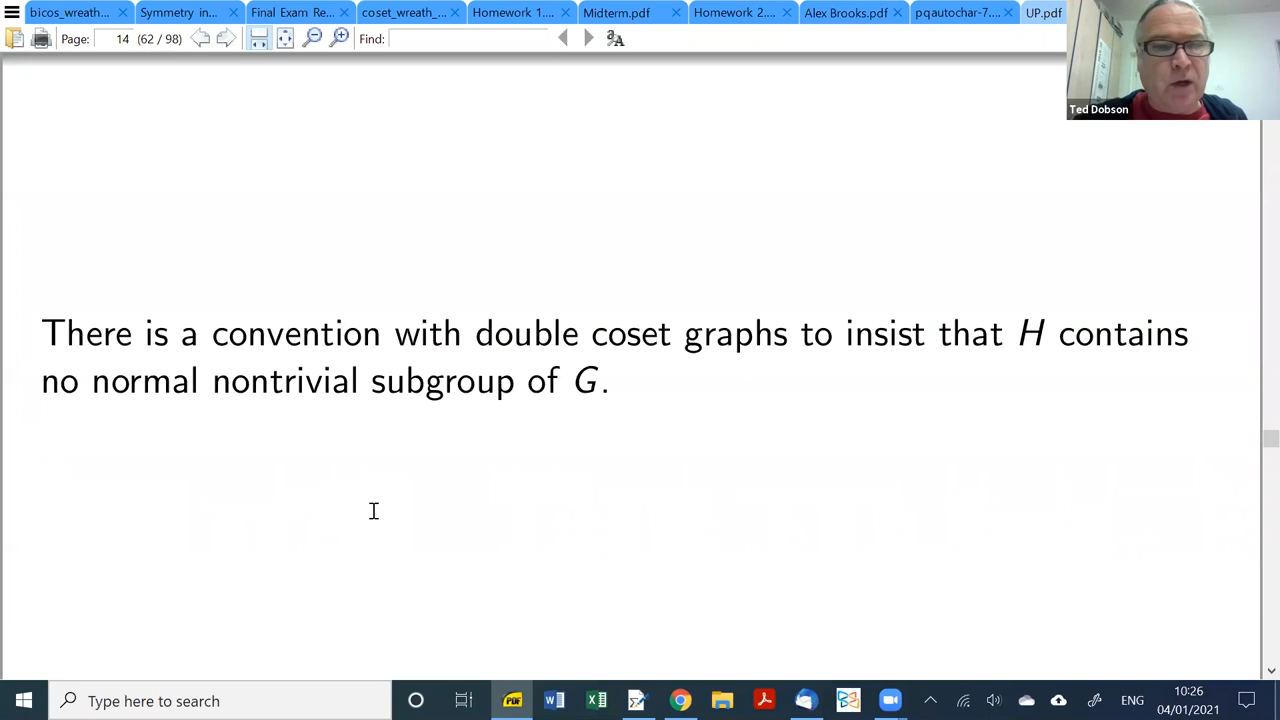 bicos_wreath... Symmetry in... Final Exam Re... coset_wreath_... Homework 1.... Midterm.pdf Homework 2.... Alex Brooks.pdf pqautochar-7.... UP.pdf
Page: 14 (62 / 98) Find:
Ted Dobson
There is a convention with double coset graphs to insist that H contains
no normal nontrivial subgroup of G.
Type here to search
ENG
10:26
04/01/2021